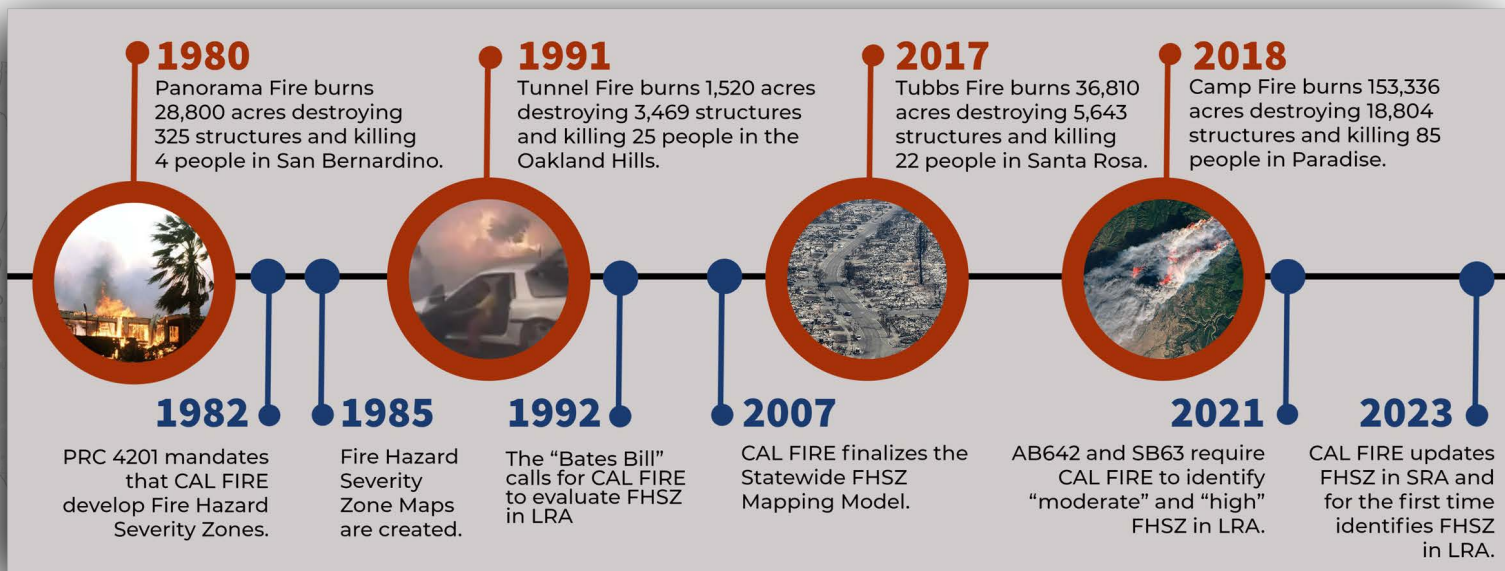 1980
Panorama Fire burns
28,800 acres destroying
325 structures and killing
4 people in San Bernardino.
1991
Tunnel Fire burns 1,520 acres
destroying 3,469 structures
and killing 25 people in the
Oakland Hills.
2017
Tubbs Fire burns 36,810
acres destroying 5,643
structures and killing
22 people in Santa Rosa.
2018
Camp Fire burns 153,336
acres destroying 18,804
structures and killing 85
people in Paradise.
1982
PRC 4201 mandates
that CAL FIRE
develop Fire Hazard
Severity Zones.
1985
Fire Hazard
Severity
Zone Maps
are created.
1992
The “Bates Bill”
calls for CAL FIRE
to evaluate FHSZ
in LRA
2007
CAL FIRE finalizes the
Statewide FHSZ
Mapping Model.
2021
AB642 and SB63 require
CAL FIRE to identify
“moderate” and “high”
FHSZ in LRA.
2023
CAL FIRE updates
FHSZ in SRA and
for the first time
identifies FHSZ
in LRA.